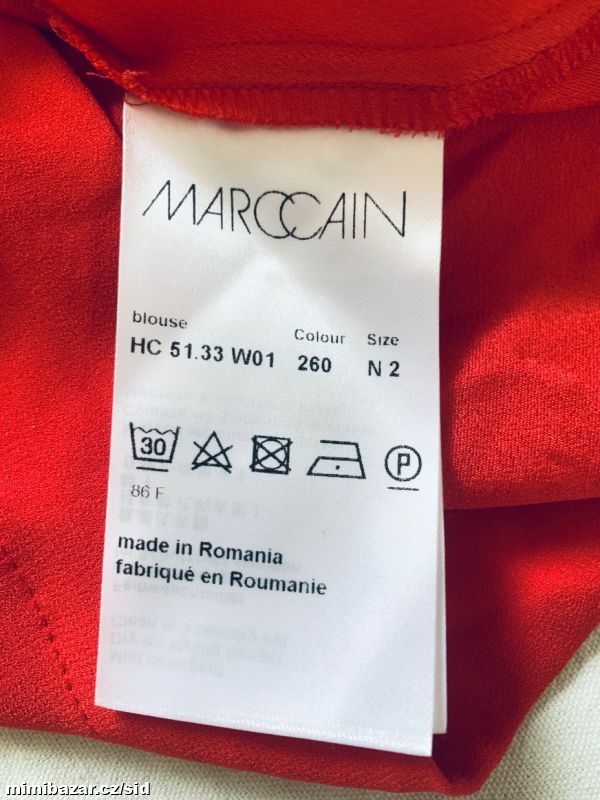 MARCCAIN
blouse
Colour
Size
HC 51.33 W01
260
N 2
30
P
86 F
made in Romania
fabriqué en Roumanie
mimibazar.cz/sid